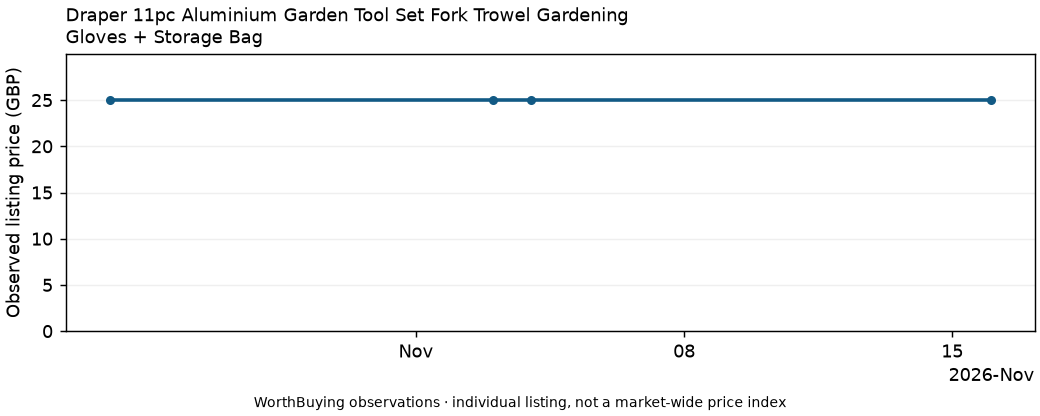 Draper 11pc Aluminium Garden Tool Set Fork Trowel Gardening
Gloves + Storage Bag
Observed listing price (GBP)
25
20
15
10
5
0
Nov
08
15
2026-Nov
WorthBuying observations · individual listing, not a market-wide price index